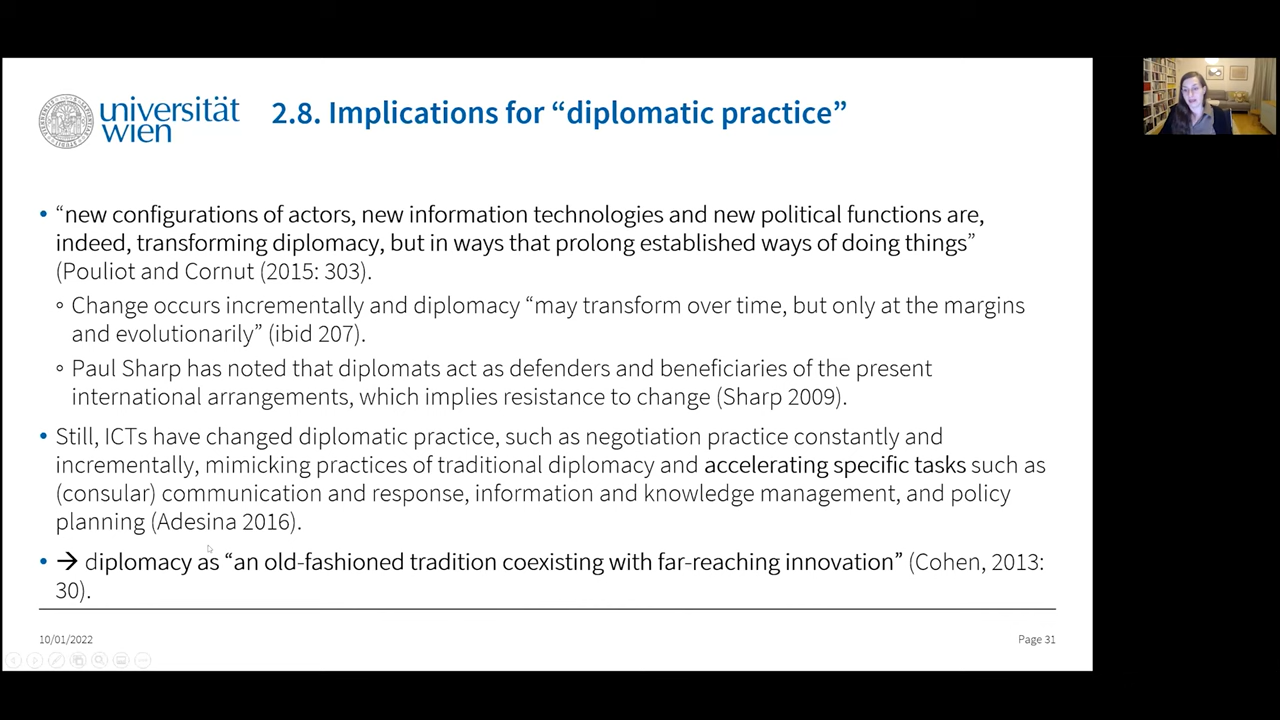 universität
wien
2.8. Implications for “diplomatic practice”
• “new configurations of actors, new information technologies and new political functions are,
indeed, transforming diplomacy, but in ways that prolong established ways of doing things”
(Pouliot and Cornut (2015: 303).
◦ Change occurs incrementally and diplomacy “may transform over time, but only at the margins
and evolutionarily” (ibid 207).
◦ Paul Sharp has noted that diplomats act as defenders and beneficiaries of the present
international arrangements, which implies resistance to change (Sharp 2009).
• Still, ICTs have changed diplomatic practice, such as negotiation practice constantly and
incrementally, mimicking practices of traditional diplomacy and accelerating specific tasks such as
(consular) communication and response, information and knowledge management, and policy
planning (Adesina 2016).
• → diplomacy as “an old-fashioned tradition coexisting with far-reaching innovation” (Cohen, 2013:
30).
10/01/2022
Page 31